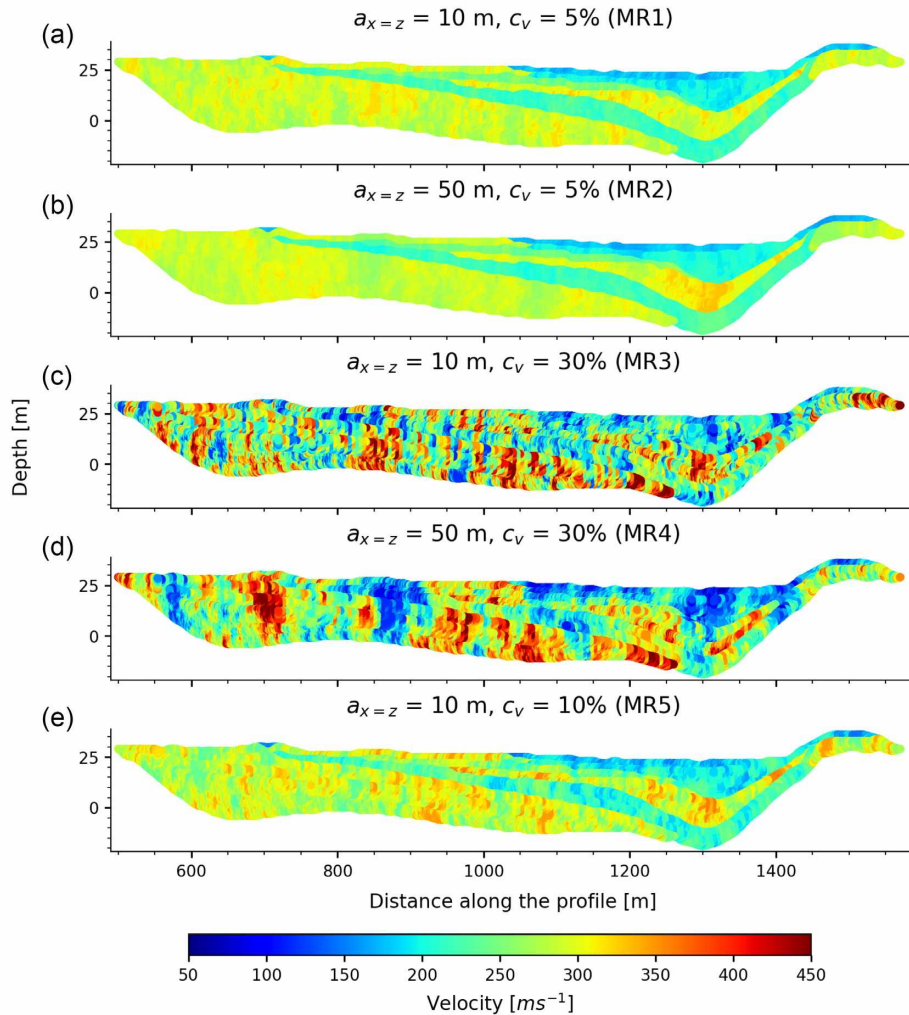 (a)
a_{x=z} = 10 m, c_v = 5% (MR1)
25
0
(b)
a_{x=z} = 50 m, c_v = 5% (MR2)
25
0
(c)
a_{x=z} = 10 m, c_v = 30% (MR3)
25
0
Depth [m]
(d)
a_{x=z} = 50 m, c_v = 30% (MR4)
25
0
(e)
a_{x=z} = 10 m, c_v = 10% (MR5)
25
0
600 800 1000 1200 1400
Distance along the profile [m]
50 100 150 200 250 300 350 400 450
Velocity [ms⁻¹]